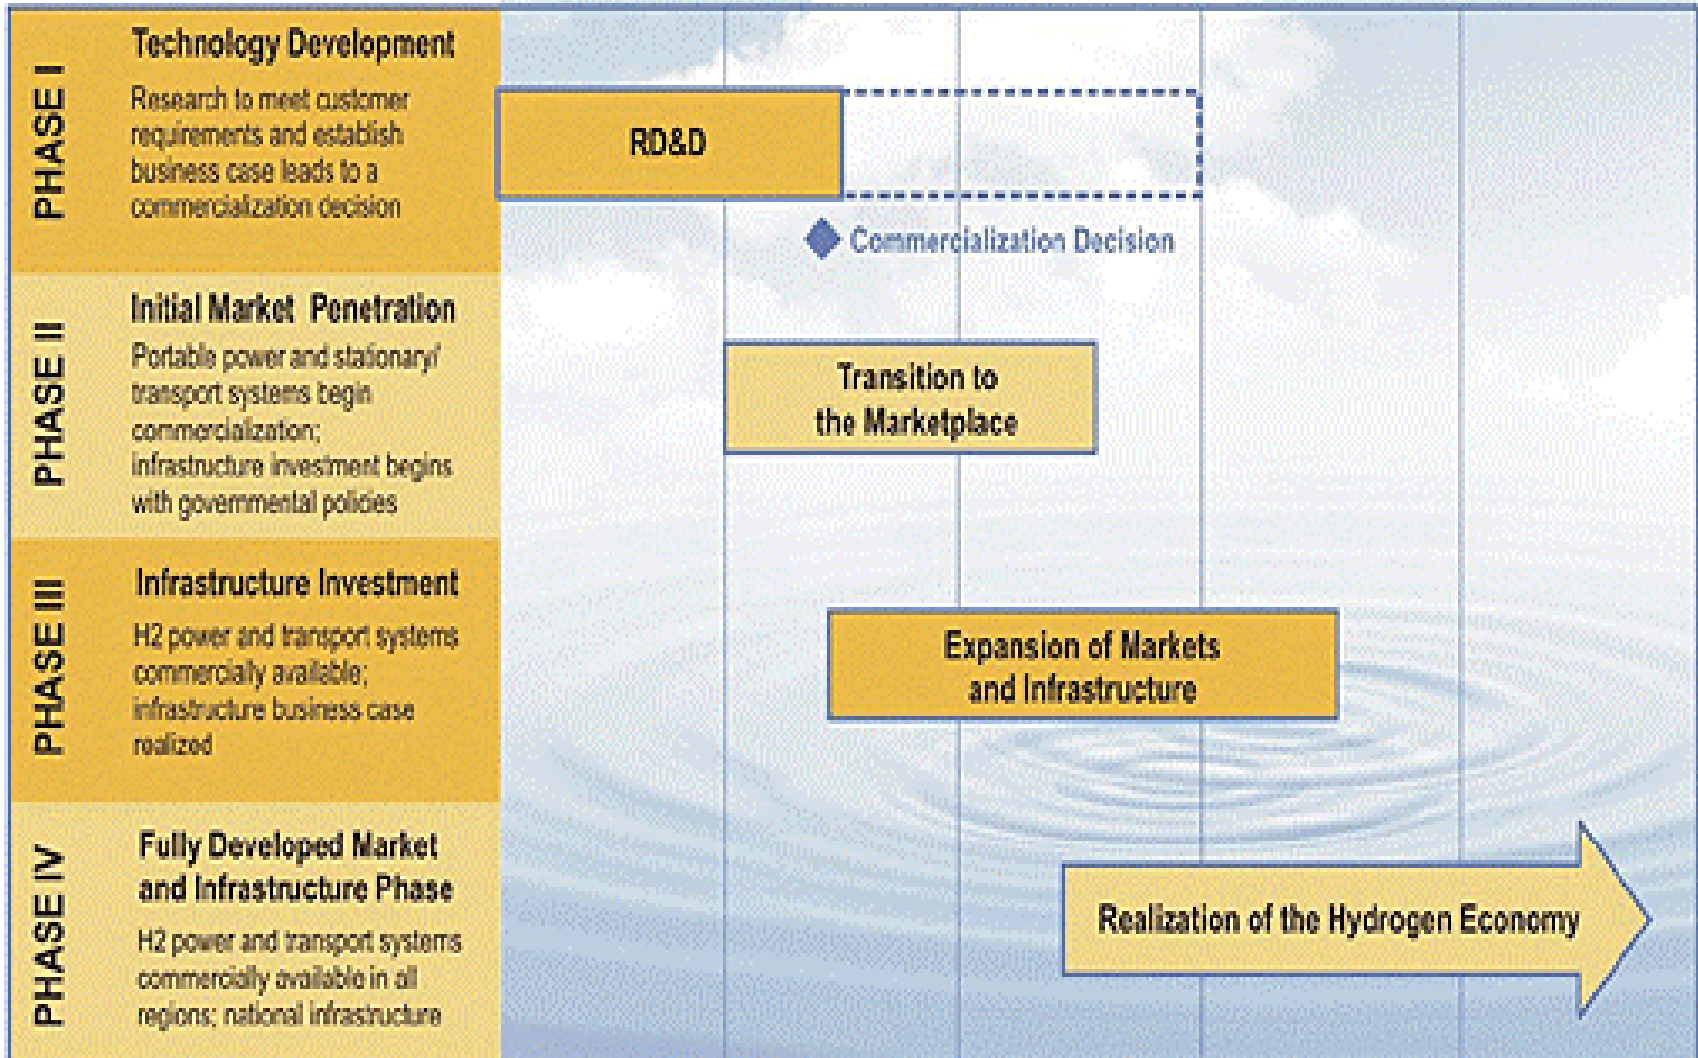 PHASE I
Technology Development
Research to meet customer
requirements and establish
business case leads to a
commercialization decision
RD&D
Commercialization Decision
PHASE II
Initial Market Penetration
Portable power and stationary/
transport systems begin
commercialization;
infrastructure investment begins
with governmental policies
Transition to
the Marketplace
PHASE III
Infrastructure Investment
H2 power and transport systems
commercially available;
infrastructure business case
realized
Expansion of Markets
and Infrastructure
PHASE IV
Fully Developed Market
and Infrastructure Phase
H2 power and transport systems
commercially available in all
regions; national infrastructure
Realization of the Hydrogen Economy